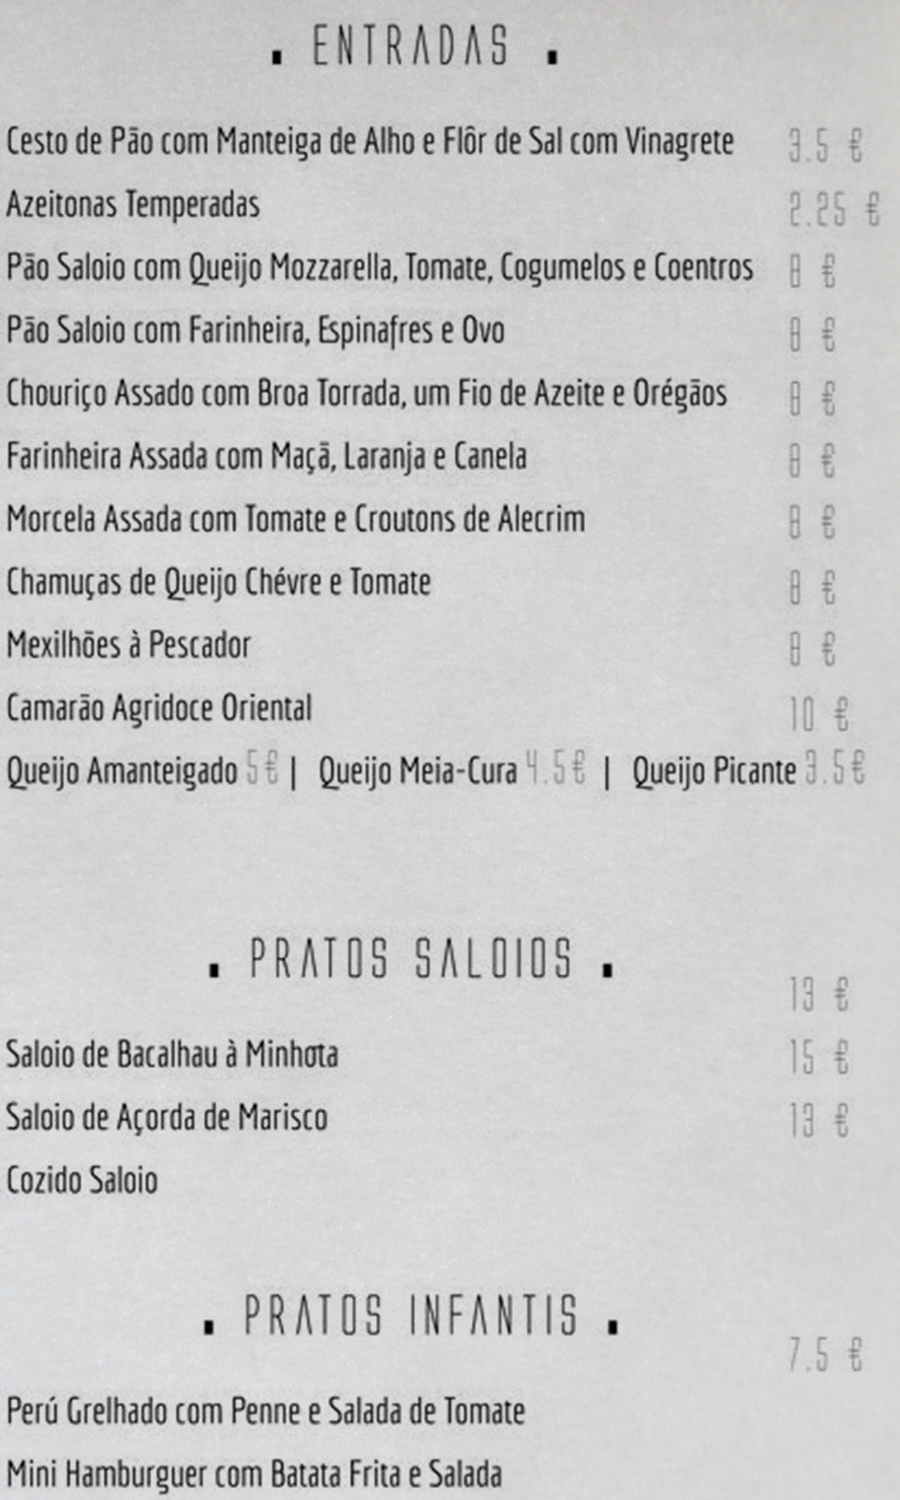 . ENTRADAS .
Cesto de Pão com Manteiga de Alho e Flôr de Sal com Vinagrete 3.5 €
Azeitonas Temperadas 2.25 €
Pão Saloio com Queijo Mozzarella, Tomate, Cogumelos e Coentros 8 €
Pão Saloio com Farinheira, Espinafres e Ovo 8 €
Chouriço Assado com Broa Torrada, um Fio de Azeite e Orégãos 8 €
Farinheira Assada com Maçã, Laranja e Canela 8 €
Morcela Assada com Tomate e Croutons de Alecrim 8 €
Chamuças de Queijo Chévre e Tomate 8 €
Mexilhões à Pescador 8 €
Camarão Agridoce Oriental 10 €
Queijo Amanteigado 5€ | Queijo Meia-Cura 4.5€ | Queijo Picante 3.5€
. PRATOS SALOIOS .
13 €
Saloio de Bacalhau à Minhota 15 €
Saloio de Açorda de Marisco 13 €
Cozido Saloio
. PRATOS INFANTIS .
7.5 €
Perú Grelhado com Penne e Salada de Tomate
Mini Hamburguer com Batata Frita e Salada